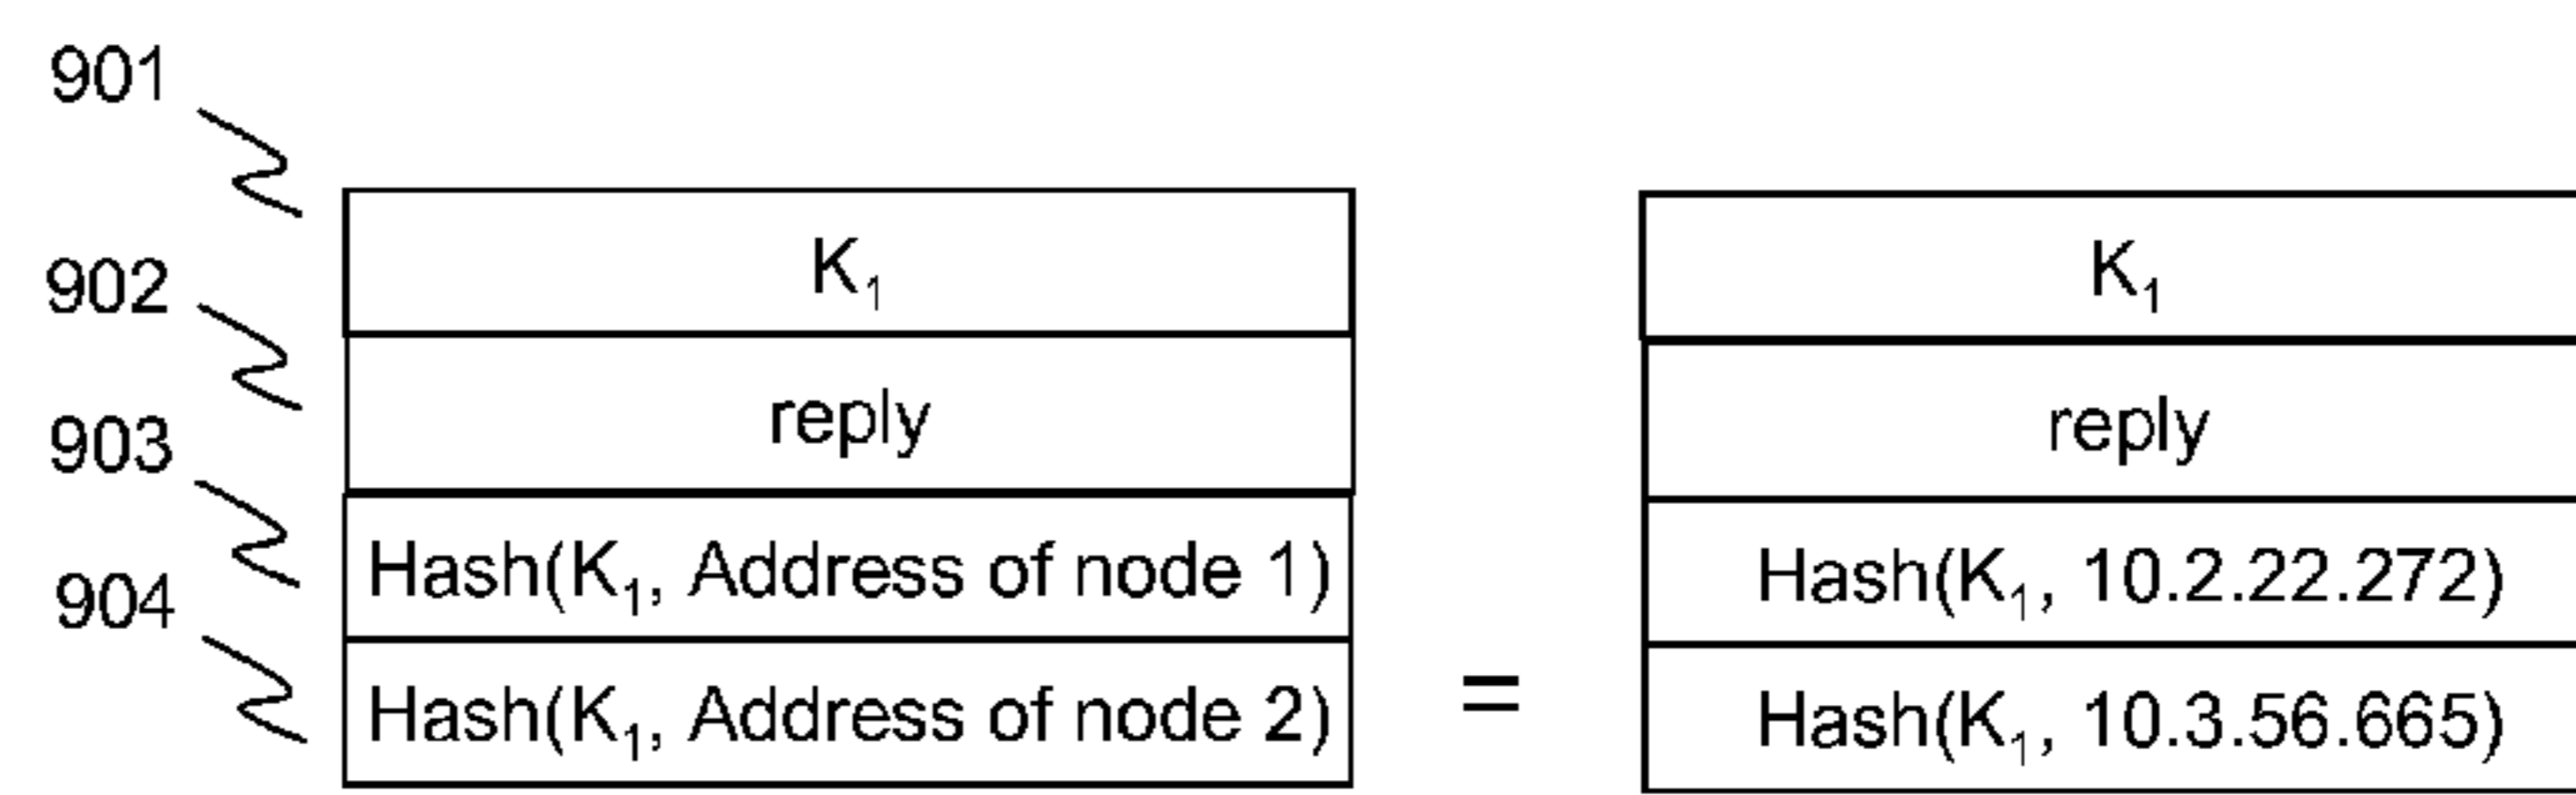 901
902
903
904
K₁
reply
Hash(K₁, Address of node 1)
Hash(K₁, Address of node 2)
=
K₁
reply
Hash(K₁, 10.2.22.272)
Hash(K₁, 10.3.56.665)